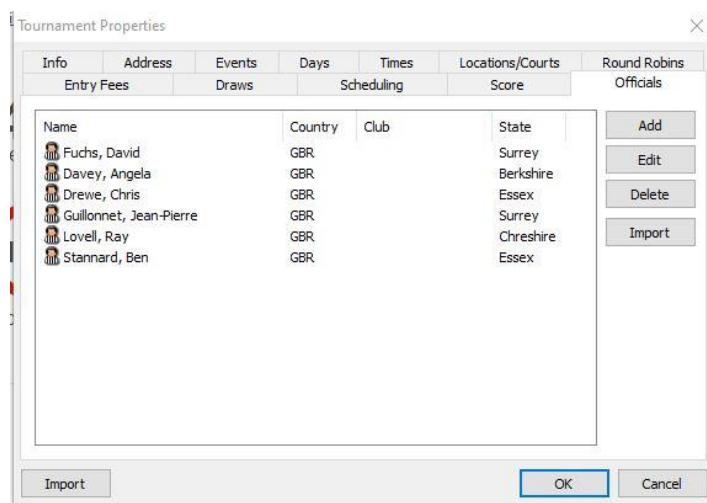 Tournament Properties
Info Address Events Days Times Locations/Courts Round Robins
Entry Fees Draws Scheduling Score Officials
Name Country Club State
Fuchs, David GBR Surrey
Davey, Angela GBR Berkshire
Drewe, Chris GBR Essex
Guillonnet, Jean-Pierre GBR Surrey
Lovell, Ray GBR Chreshire
Stannard, Ben GBR Essex
Add
Edit
Delete
Import
Import OK Cancel